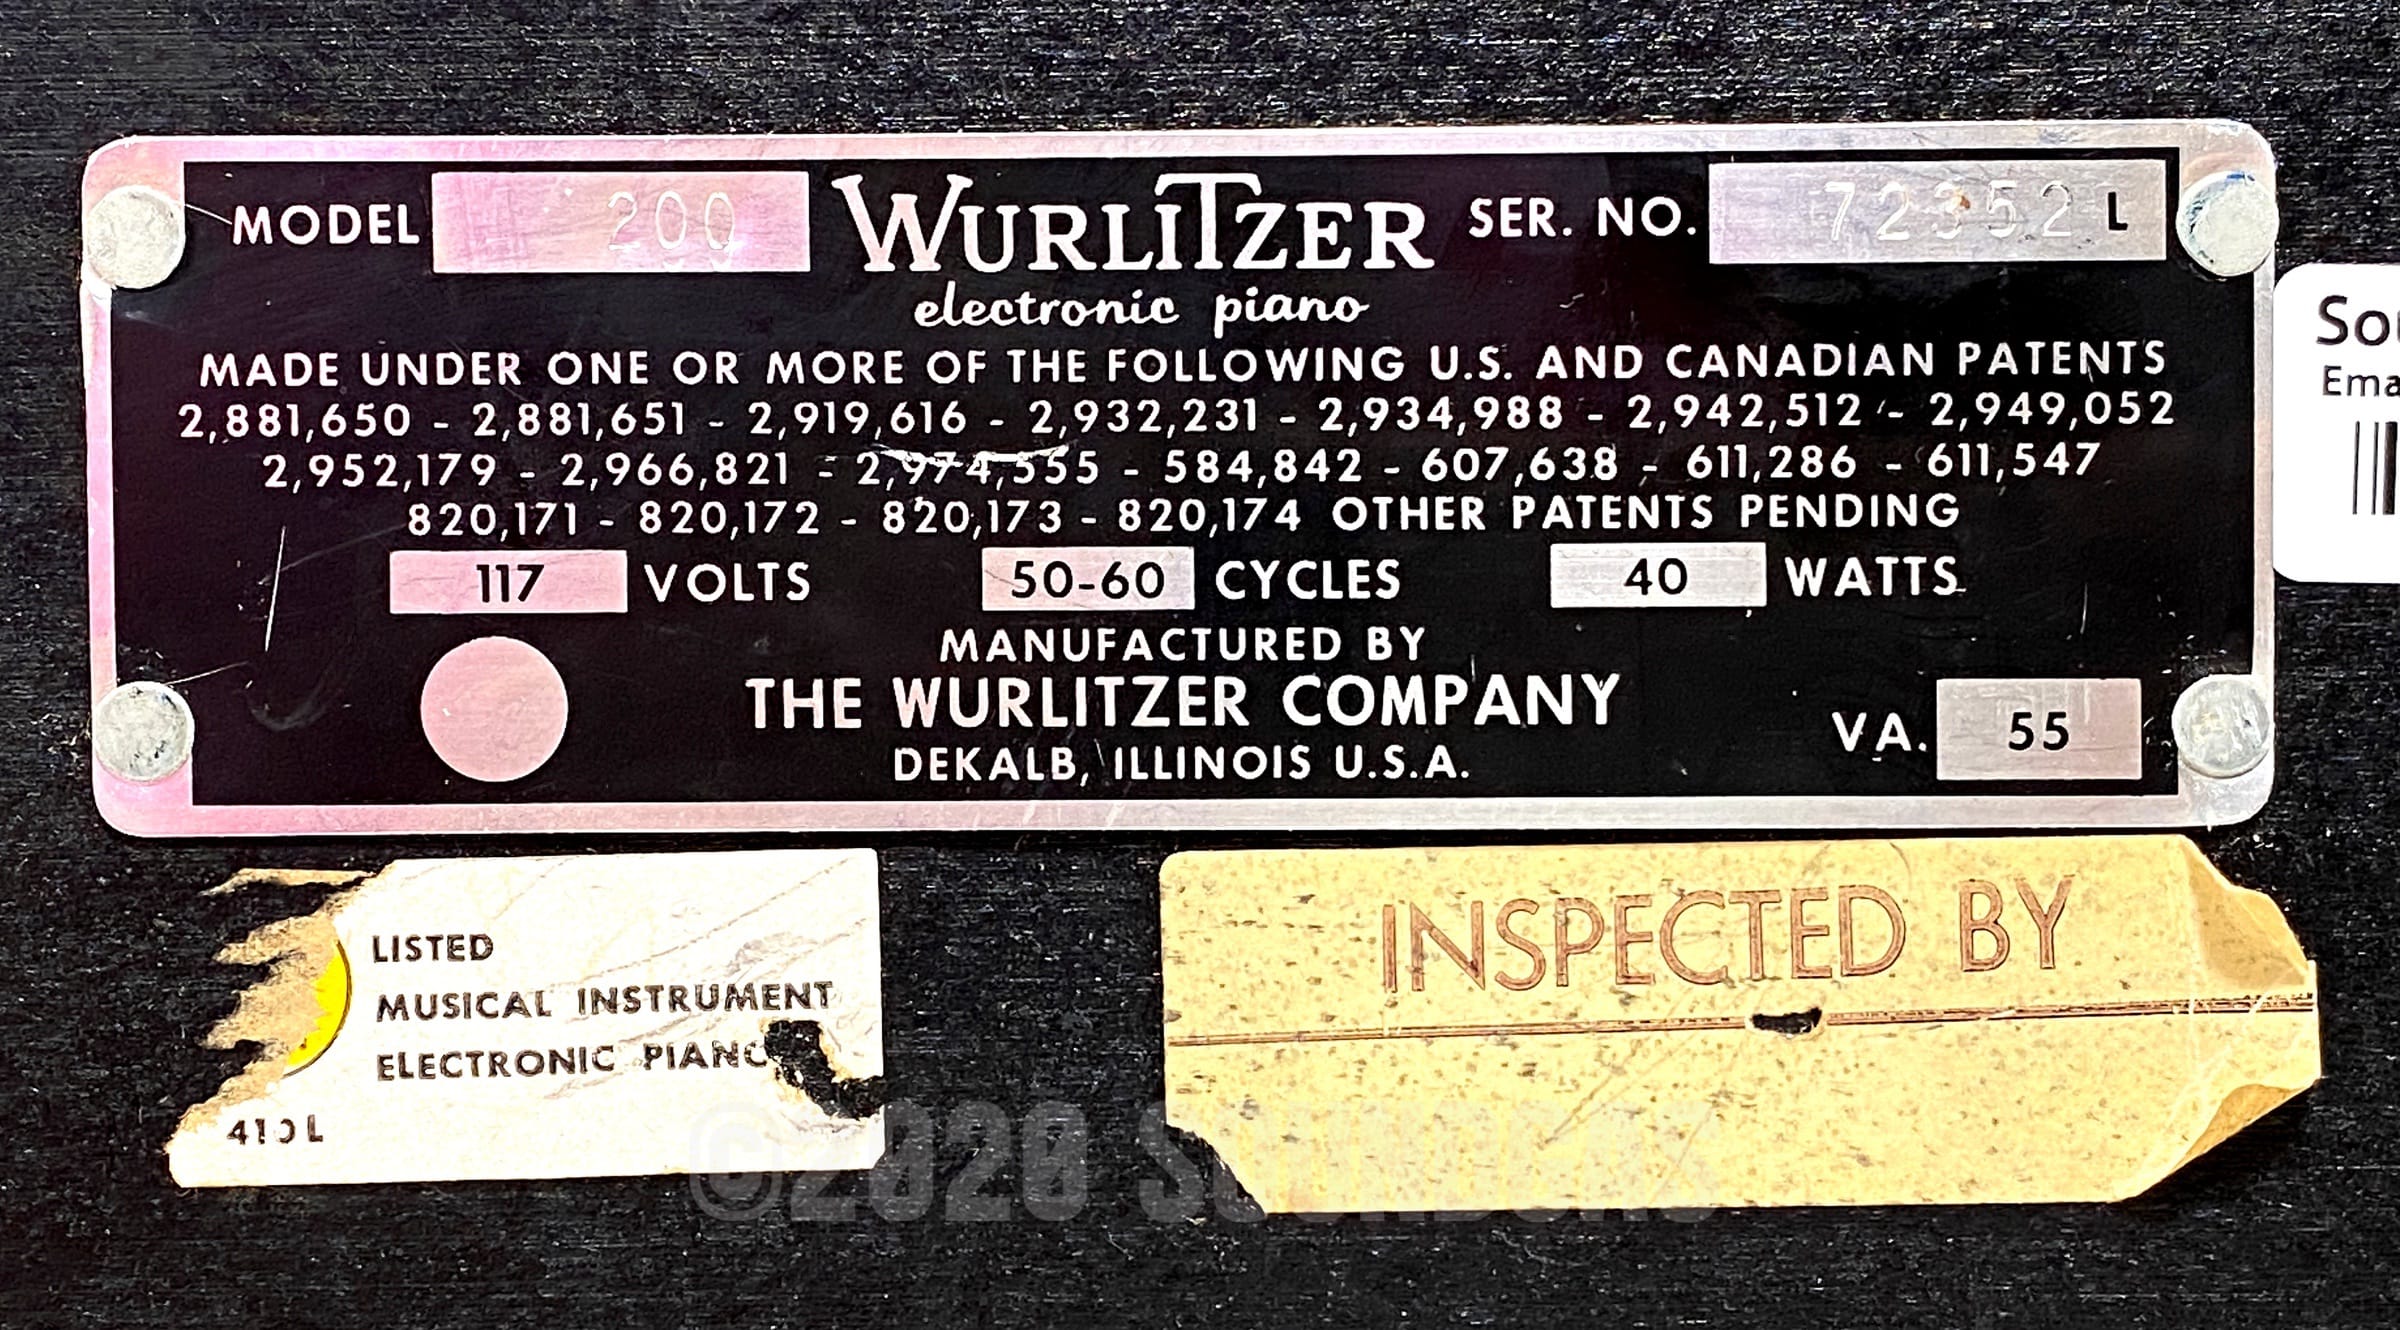 MODEL 200 WURLITZER SER. NO. 72352 L
electronic piano
MADE UNDER ONE OR MORE OF THE FOLLOWING U.S. AND CANADIAN PATENTS
2,881,650 - 2,881,651 - 2,919,616 - 2,932,231 - 2,934,988 - 2,942,512 - 2,949,052
2,952,179 - 2,966,821 - 2,974,555 - 584,842 - 607,638 - 611,286 - 611,547
820,171 - 820,172 - 820,173 - 820,174 OTHER PATENTS PENDING
117 VOLTS 50-60 CYCLES 40 WATTS
MANUFACTURED BY
THE WURLITZER COMPANY
DEKALB, ILLINOIS U.S.A.
VA. 55
LISTED
MUSICAL INSTRUMENT
ELECTRONIC PIANO
INSPECTED BY
©2020 SOUNDGAS